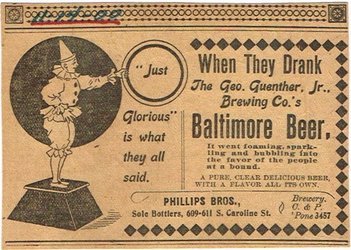 "Just
Glorious"
is what
they all
said.
When They Drank
The Geo. Guenther, Jr.,
Brewing Co.'s
Baltimore Beer,
It went foaming, spark-
ling and bubbling into
the favor of the people
at a bound.
A PURE, CLEAR DELICIOUS BEER,
WITH A FLAVOR ALL ITS OWN.
PHILLIPS BROS.,
Sole Bottlers, 609-611 S. Caroline St.
Brewery,
C. & P.
'Pone 3457